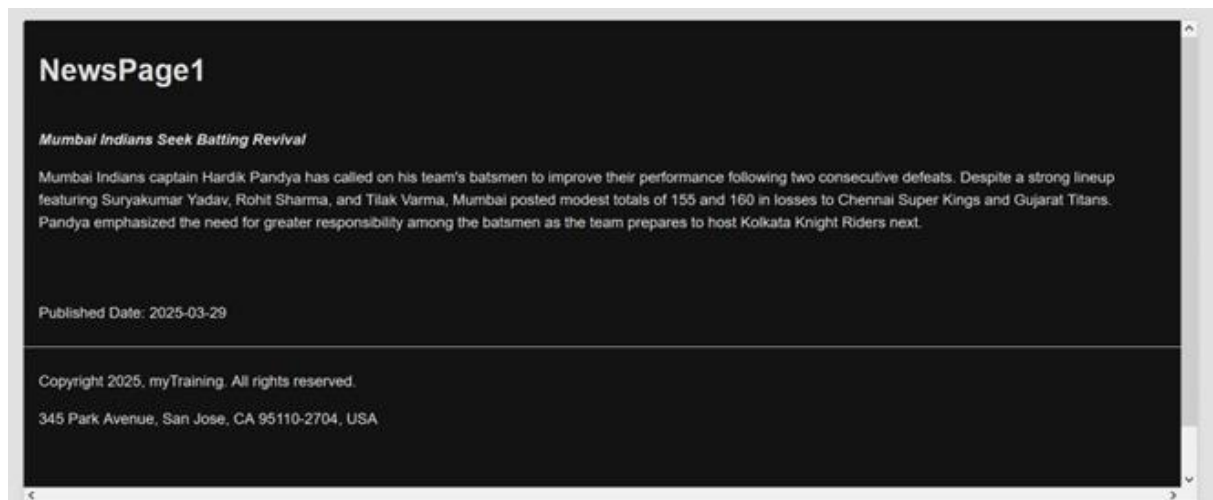 NewsPage1
Mumbai Indians Seek Batting Revival
Mumbai Indians captain Hardik Pandya has called on his team's batsmen to improve their performance following two consecutive defeats. Despite a strong lineup
featuring Suryakumar Yadav, Rohit Sharma, and Tilak Varma, Mumbai posted modest totals of 155 and 160 in losses to Chennai Super Kings and Gujarat Titans.
Pandya emphasized the need for greater responsibility among the batsmen as the team prepares to host Kolkata Knight Riders next.
Published Date: 2025-03-29
Copyright 2025, myTraining. All rights reserved.
345 Park Avenue, San Jose, CA 95110-2704, USA